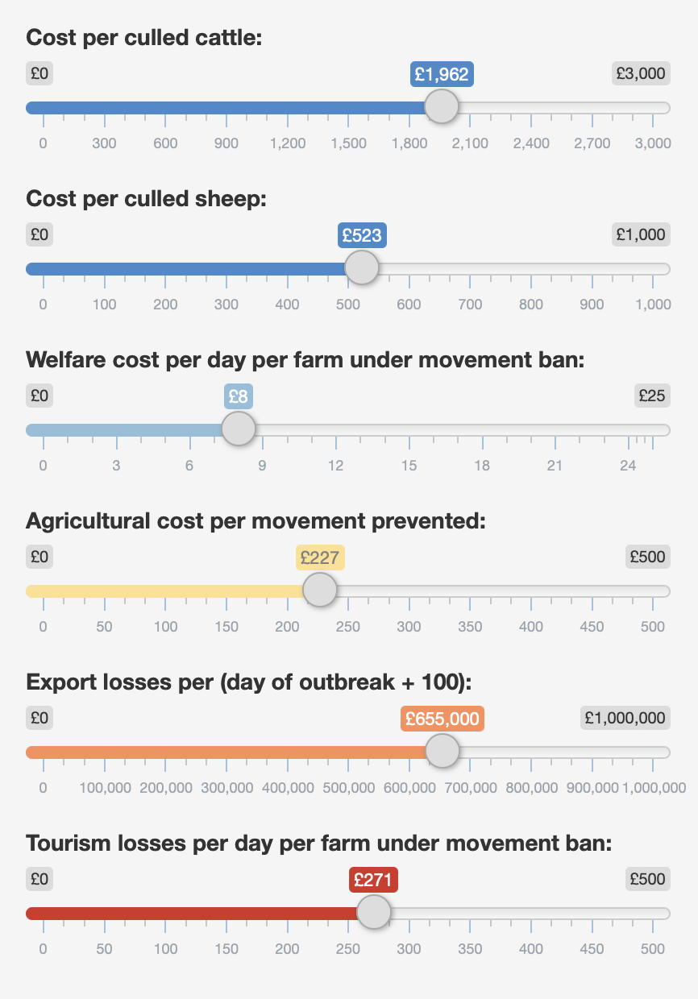 Cost per culled cattle:
£0 £1,962 £3,000
0 300 600 900 1,200 1,500 1,800 2,100 2,400 2,700 3,000
Cost per culled sheep:
£0 £523 £1,000
0 100 200 300 400 500 600 700 800 900 1,000
Welfare cost per day per farm under movement ban:
£0 £8 £25
0 3 6 9 12 15 18 21 24
Agricultural cost per movement prevented:
£0 £227 £500
0 50 100 150 200 250 300 350 400 450 500
Export losses per (day of outbreak + 100):
£0 £655,000 £1,000,000
0 100,000 200,000 300,000 400,000 500,000 600,000 700,000 800,000 900,000 1,000,000
Tourism losses per day per farm under movement ban:
£0 £271 £500
0 50 100 150 200 250 300 350 400 450 500